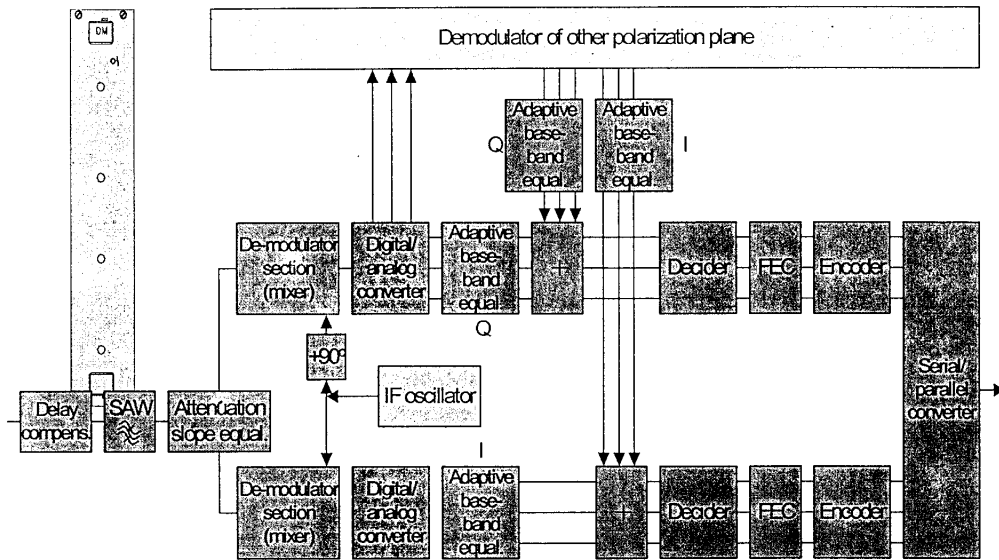 DM
Demodulator of other polarization plane
Q
Adaptive
base-
band
equal.
Adaptive
base-
band
equal.
I
De-modulator
section
(mixer)
Digital/
analog
converter
Adaptive
base-
band
equal
Q
+
Decider
FEC
Encoder
+90°
IF oscillator
Serial/
parallel
converter
Delay
compens.
SAW
Attenuation
slope equal.
De-modulator
section
(mixer)
Digital/
analog
converter
I
Adaptive
base-
band
equal.
+
Decider
FEC
Encoder